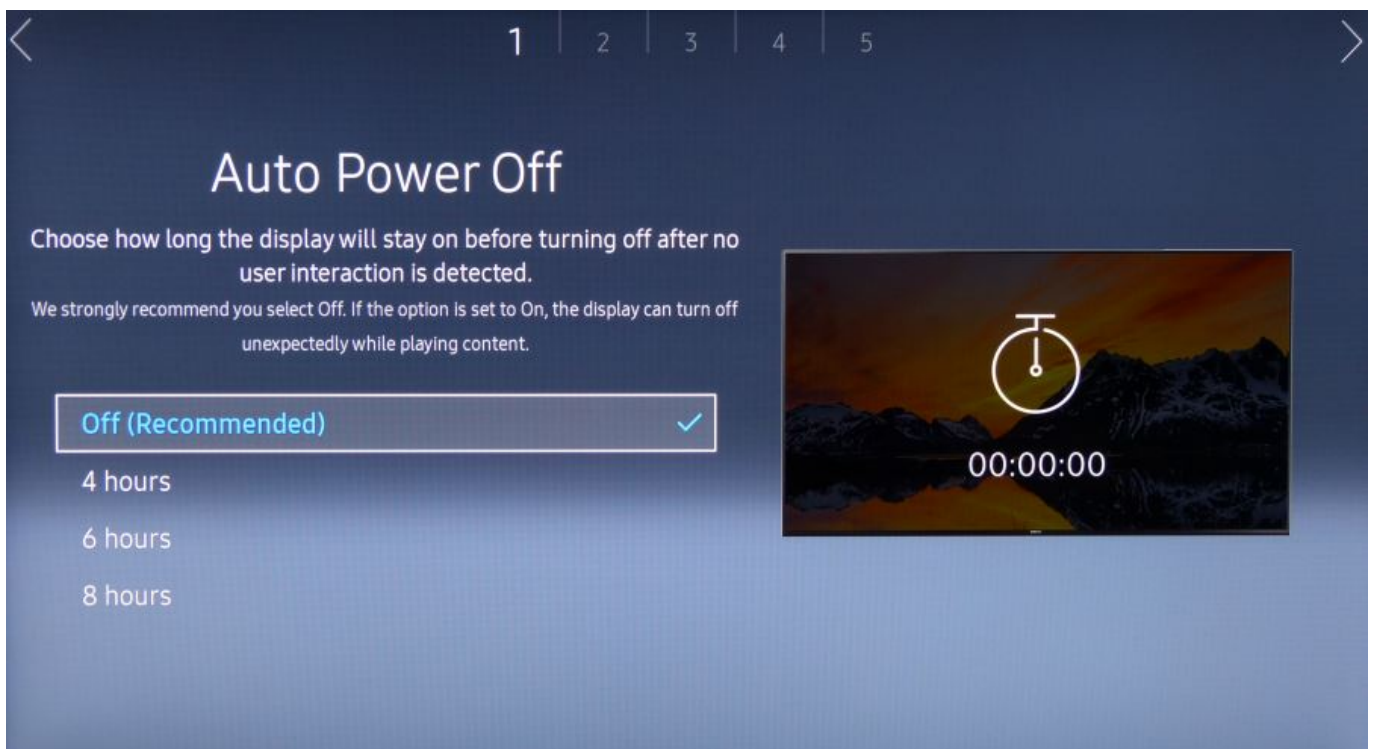 1 2 3 4 5
Auto Power Off
Choose how long the display will stay on before turning off after no
user interaction is detected.
We strongly recommend you select Off. If the option is set to On, the display can turn off
unexpectedly while playing content.
Off (Recommended)
4 hours
6 hours
8 hours
00:00:00